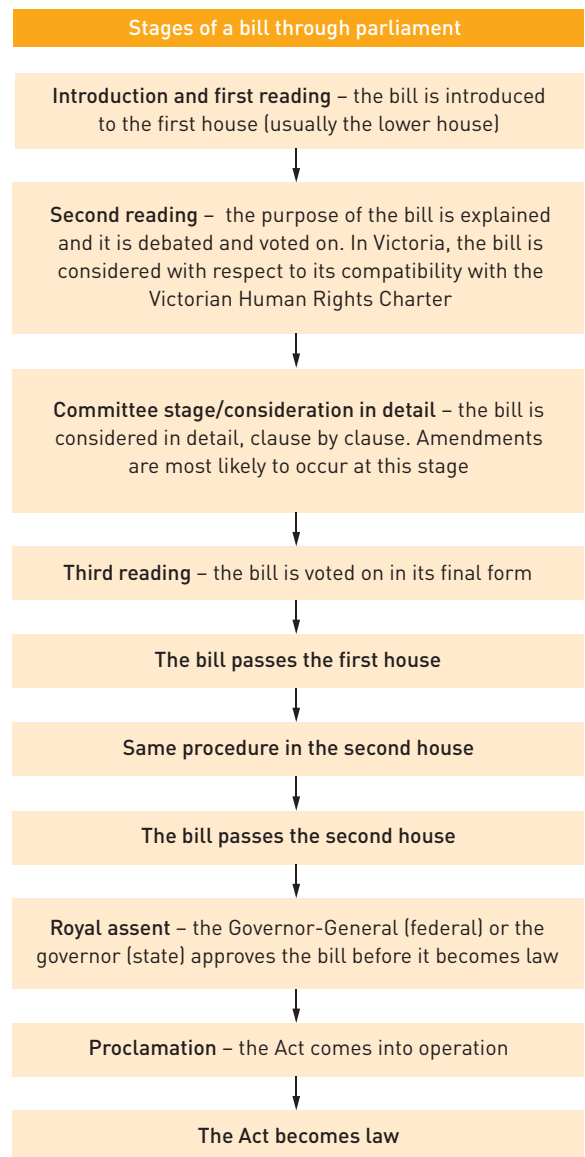 Stages of a bill through parliament
Introduction and first reading – the bill is introduced
to the first house (usually the lower house)
Second reading – the purpose of the bill is explained
and it is debated and voted on. In Victoria, the bill is
considered with respect to its compatibility with the
Victorian Human Rights Charter
Committee stage/consideration in detail – the bill is
considered in detail, clause by clause. Amendments
are most likely to occur at this stage
Third reading – the bill is voted on in its final form
The bill passes the first house
Same procedure in the second house
The bill passes the second house
Royal assent – the Governor-General (federal) or the
governor (state) approves the bill before it becomes law
Proclamation – the Act comes into operation
The Act becomes law